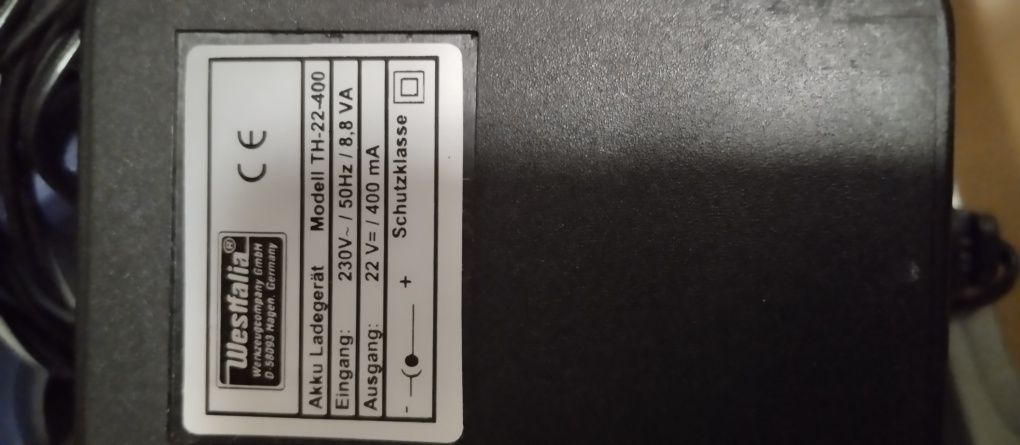 Westfalia®
Werkzeugcompany GmbH
D-58093 Hagen, Germany
CE
Akku Ladegerät Modell TH-22-400
Eingang: 230V~ / 50Hz / 8,8 VA
Ausgang: 22 V= / 400 mA
- + Schutzklasse